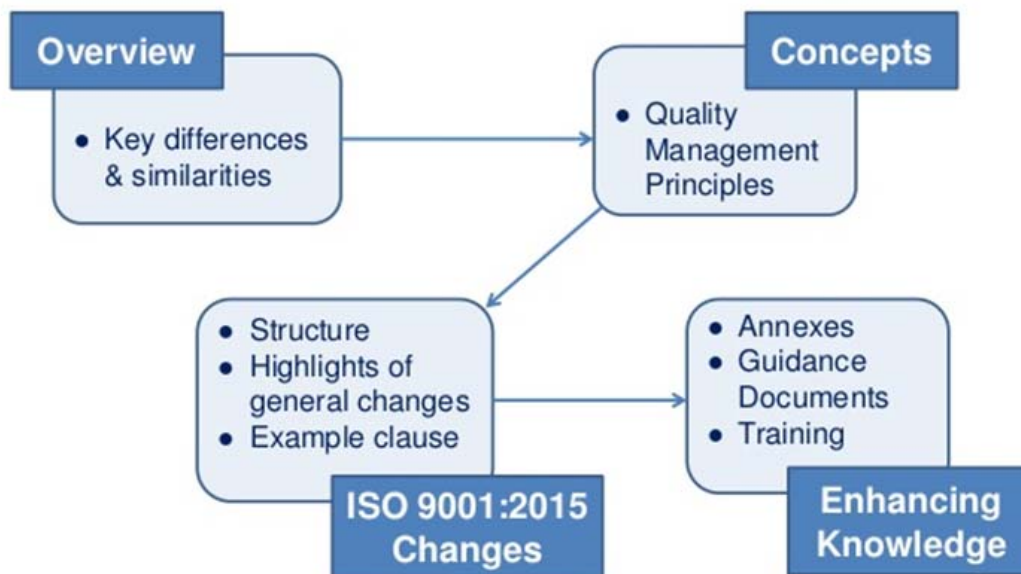 Overview
● Key differences
& similarities
Concepts
● Quality
Management
Principles
● Structure
● Highlights of
general changes
● Example clause
ISO 9001:2015
Changes
● Annexes
● Guidance
Documents
● Training
Enhancing
Knowledge